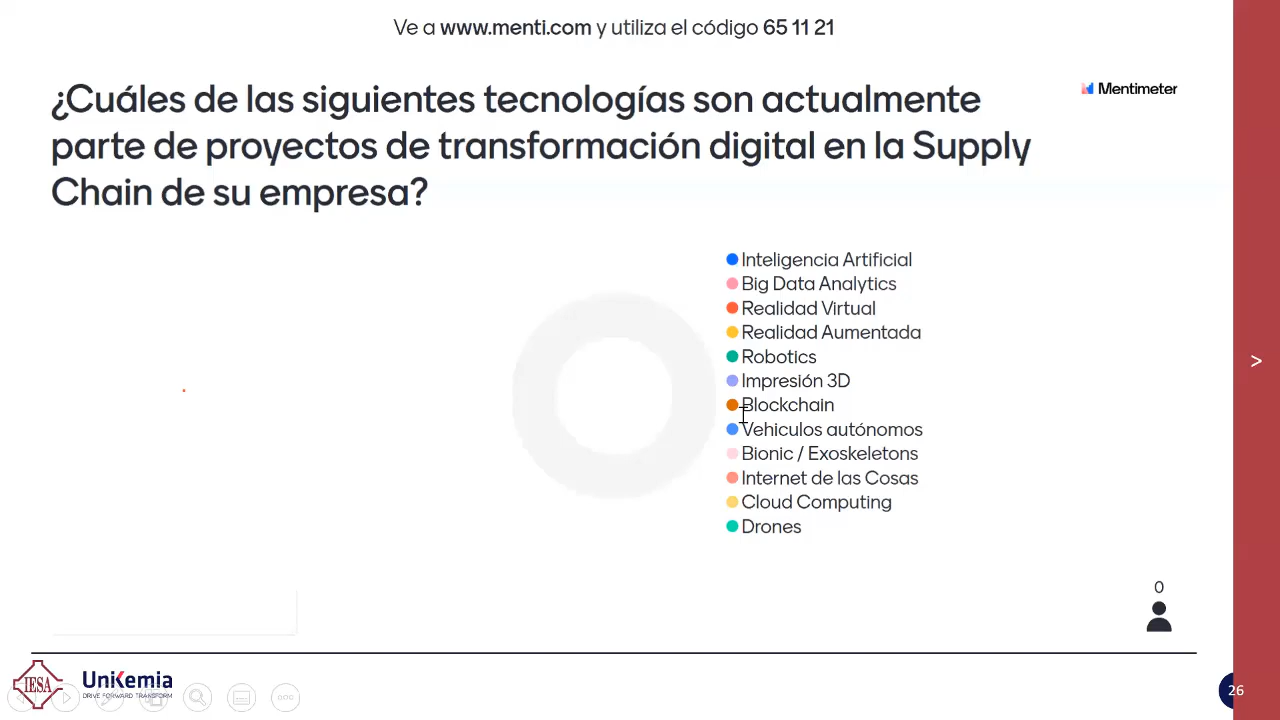 Ve a www.menti.com y utiliza el código 65 11 21
¿Cuáles de las siguientes tecnologías son actualmente
parte de proyectos de transformación digital en la Supply
Chain de su empresa?
Mentimeter
Inteligencia Artificial
Big Data Analytics
Realidad Virtual
Realidad Aumentada
Robotics
Impresión 3D
Blockchain
Vehiculos autónomos
Bionic / Exoskeletons
Internet de las Cosas
Cloud Computing
Drones
>
0
IESA
UniKemia
DRIVE FORWARD TRANSFORM
26